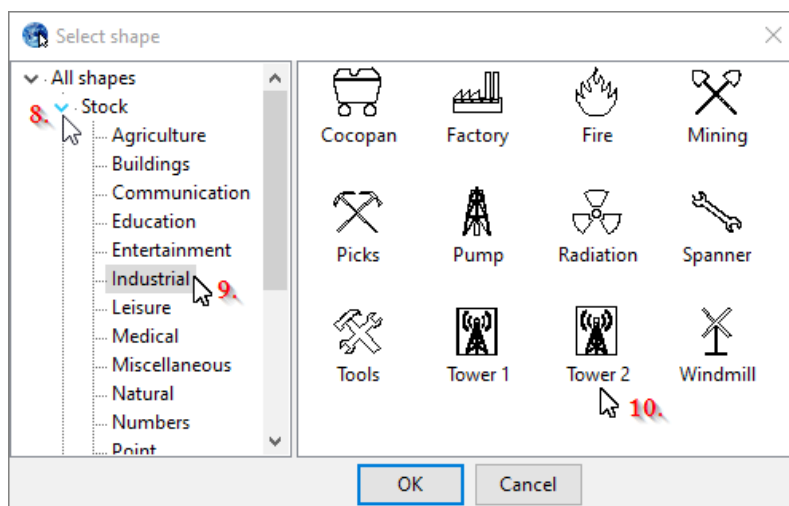 Select shape
All shapes
8. Stock
Agriculture
Buildings
Communication
Education
Entertainment
Industrial 9.
Leisure
Medical
Miscellaneous
Natural
Numbers
Point
Cocopan Factory Fire Mining
Picks Pump Radiation Spanner
Tools Tower 1 Tower 2 Windmill
10.
OK Cancel